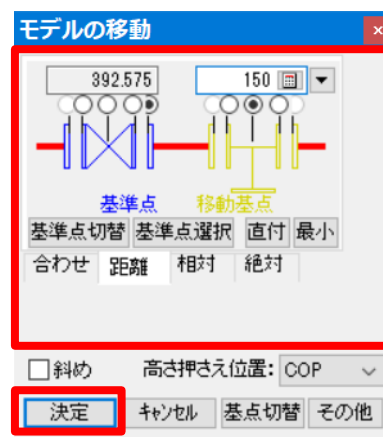 モデルの移動 ×
392.575 150
基準点 移動基点
基準点切替 基準点選択 直付 最小
合わせ 距離 相対 絶対
斜め 高さ押さえ位置: COP
決定 キャンセル 基点切替 その他